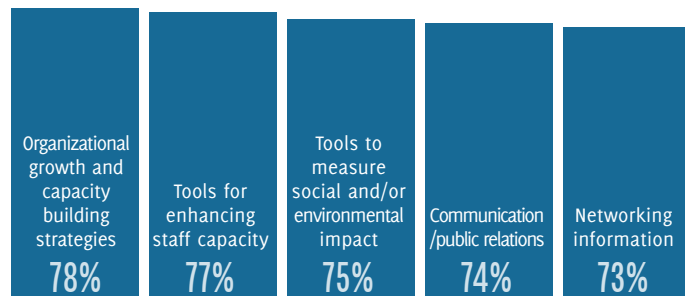 Organizational
growth and
capacity
building
strategies
78%
Tools for
enhancing
staff capacity
77%
Tools to
measure
social and/or
environmental
impact
75%
Communication
/public relations
74%
Networking
information
73%